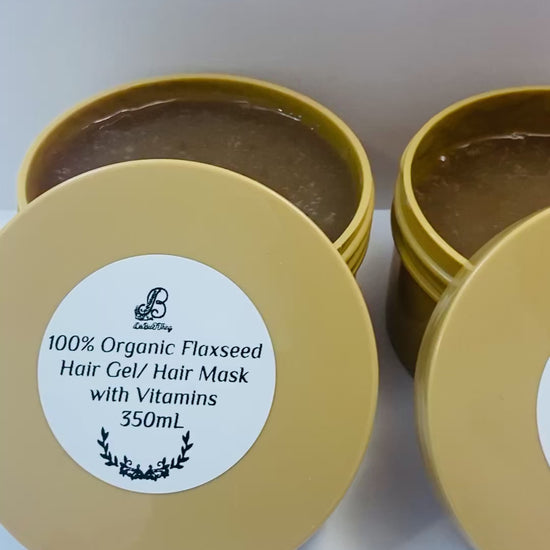 B
100% Organic Flaxseed
Hair Gel/ Hair Mask
with Vitamins
350mL